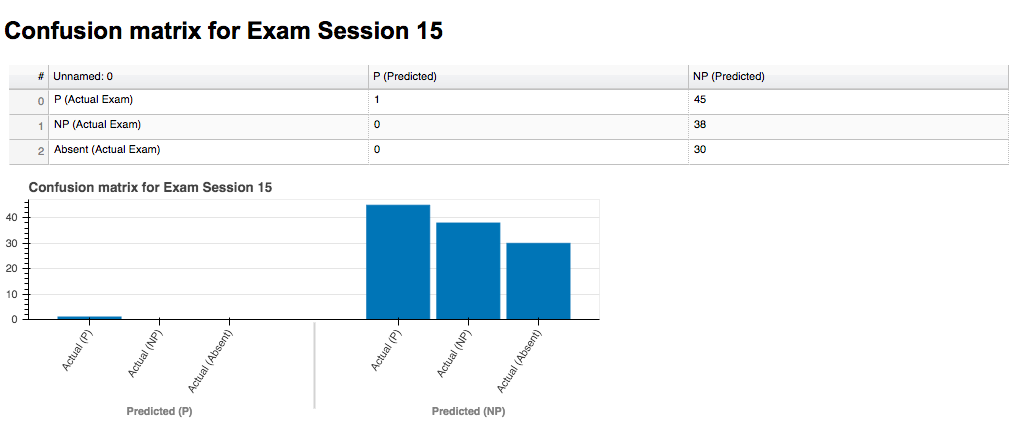 Confusion matrix for Exam Session 15
# Unnamed: 0 P (Predicted) NP (Predicted)
0 P (Actual Exam) 1 45
1 NP (Actual Exam) 0 38
2 Absent (Actual Exam) 0 30
Confusion matrix for Exam Session 15
40
30
20
10
0
Actual (P) Actual (NP) Actual (Absent) Actual (P) Actual (NP) Actual (Absent)
Predicted (P) Predicted (NP)